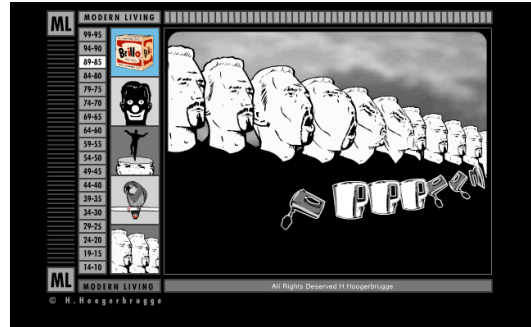 ML
MODERN LIVING
99-95
94-90
89-85
84-80
79-75
74-70
69-65
64-60
59-55
54-50
49-45
44-40
39-35
34-30
29-25
24-20
19-15
14-10
Brillo
ML
MODERN LIVING
All Rights Deserved H.Hoogerbrugge
© H.Hoogerbrugge